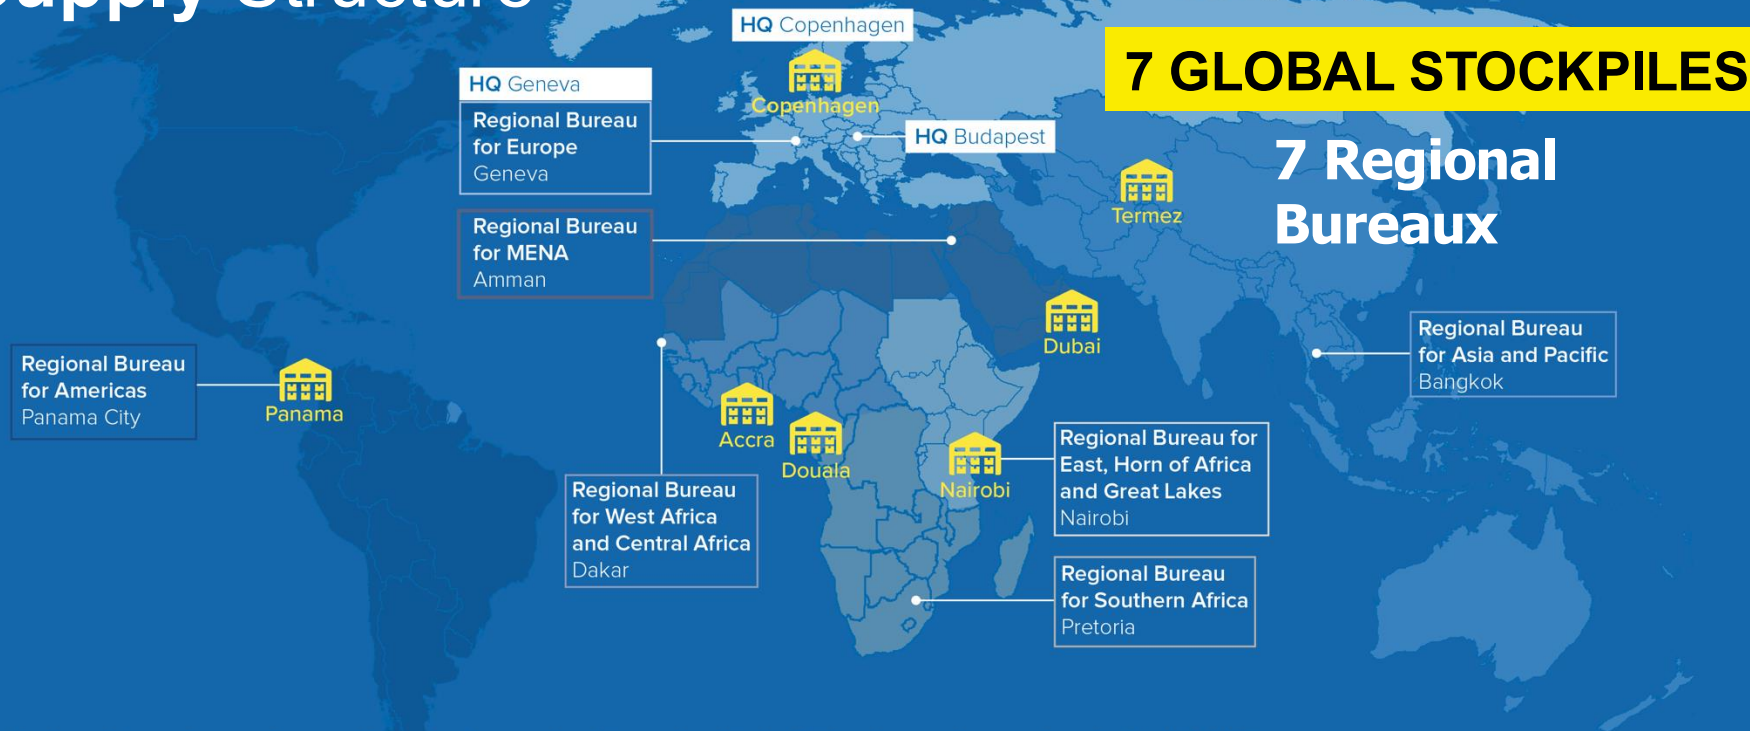 Supply Structure
HQ Copenhagen
7 GLOBAL STOCKPILES
7 Regional
Bureaux
HQ Geneva
Regional Bureau
for Europe
Geneva
Copenhagen
HQ Budapest
Regional Bureau
for MENA
Amman
Termez
Dubai
Regional Bureau
for Asia and Pacific
Bangkok
Regional Bureau
for Americas
Panama City
Panama
Accra
Douala
Nairobi
Regional Bureau for
East, Horn of Africa
and Great Lakes
Nairobi
Regional Bureau
for West Africa
and Central Africa
Dakar
Regional Bureau
for Southern Africa
Pretoria